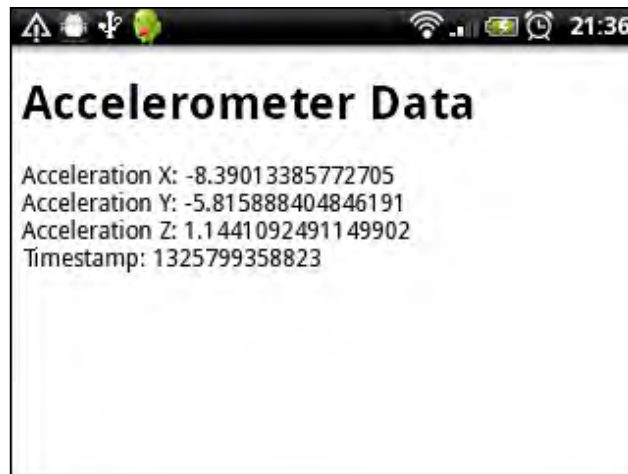 21:36
Accelerometer Data
Acceleration X: -8.39013385772705
Acceleration Y: -5.815888404846191
Acceleration Z: 1.1441092491149902
Timestamp: 1325799358823